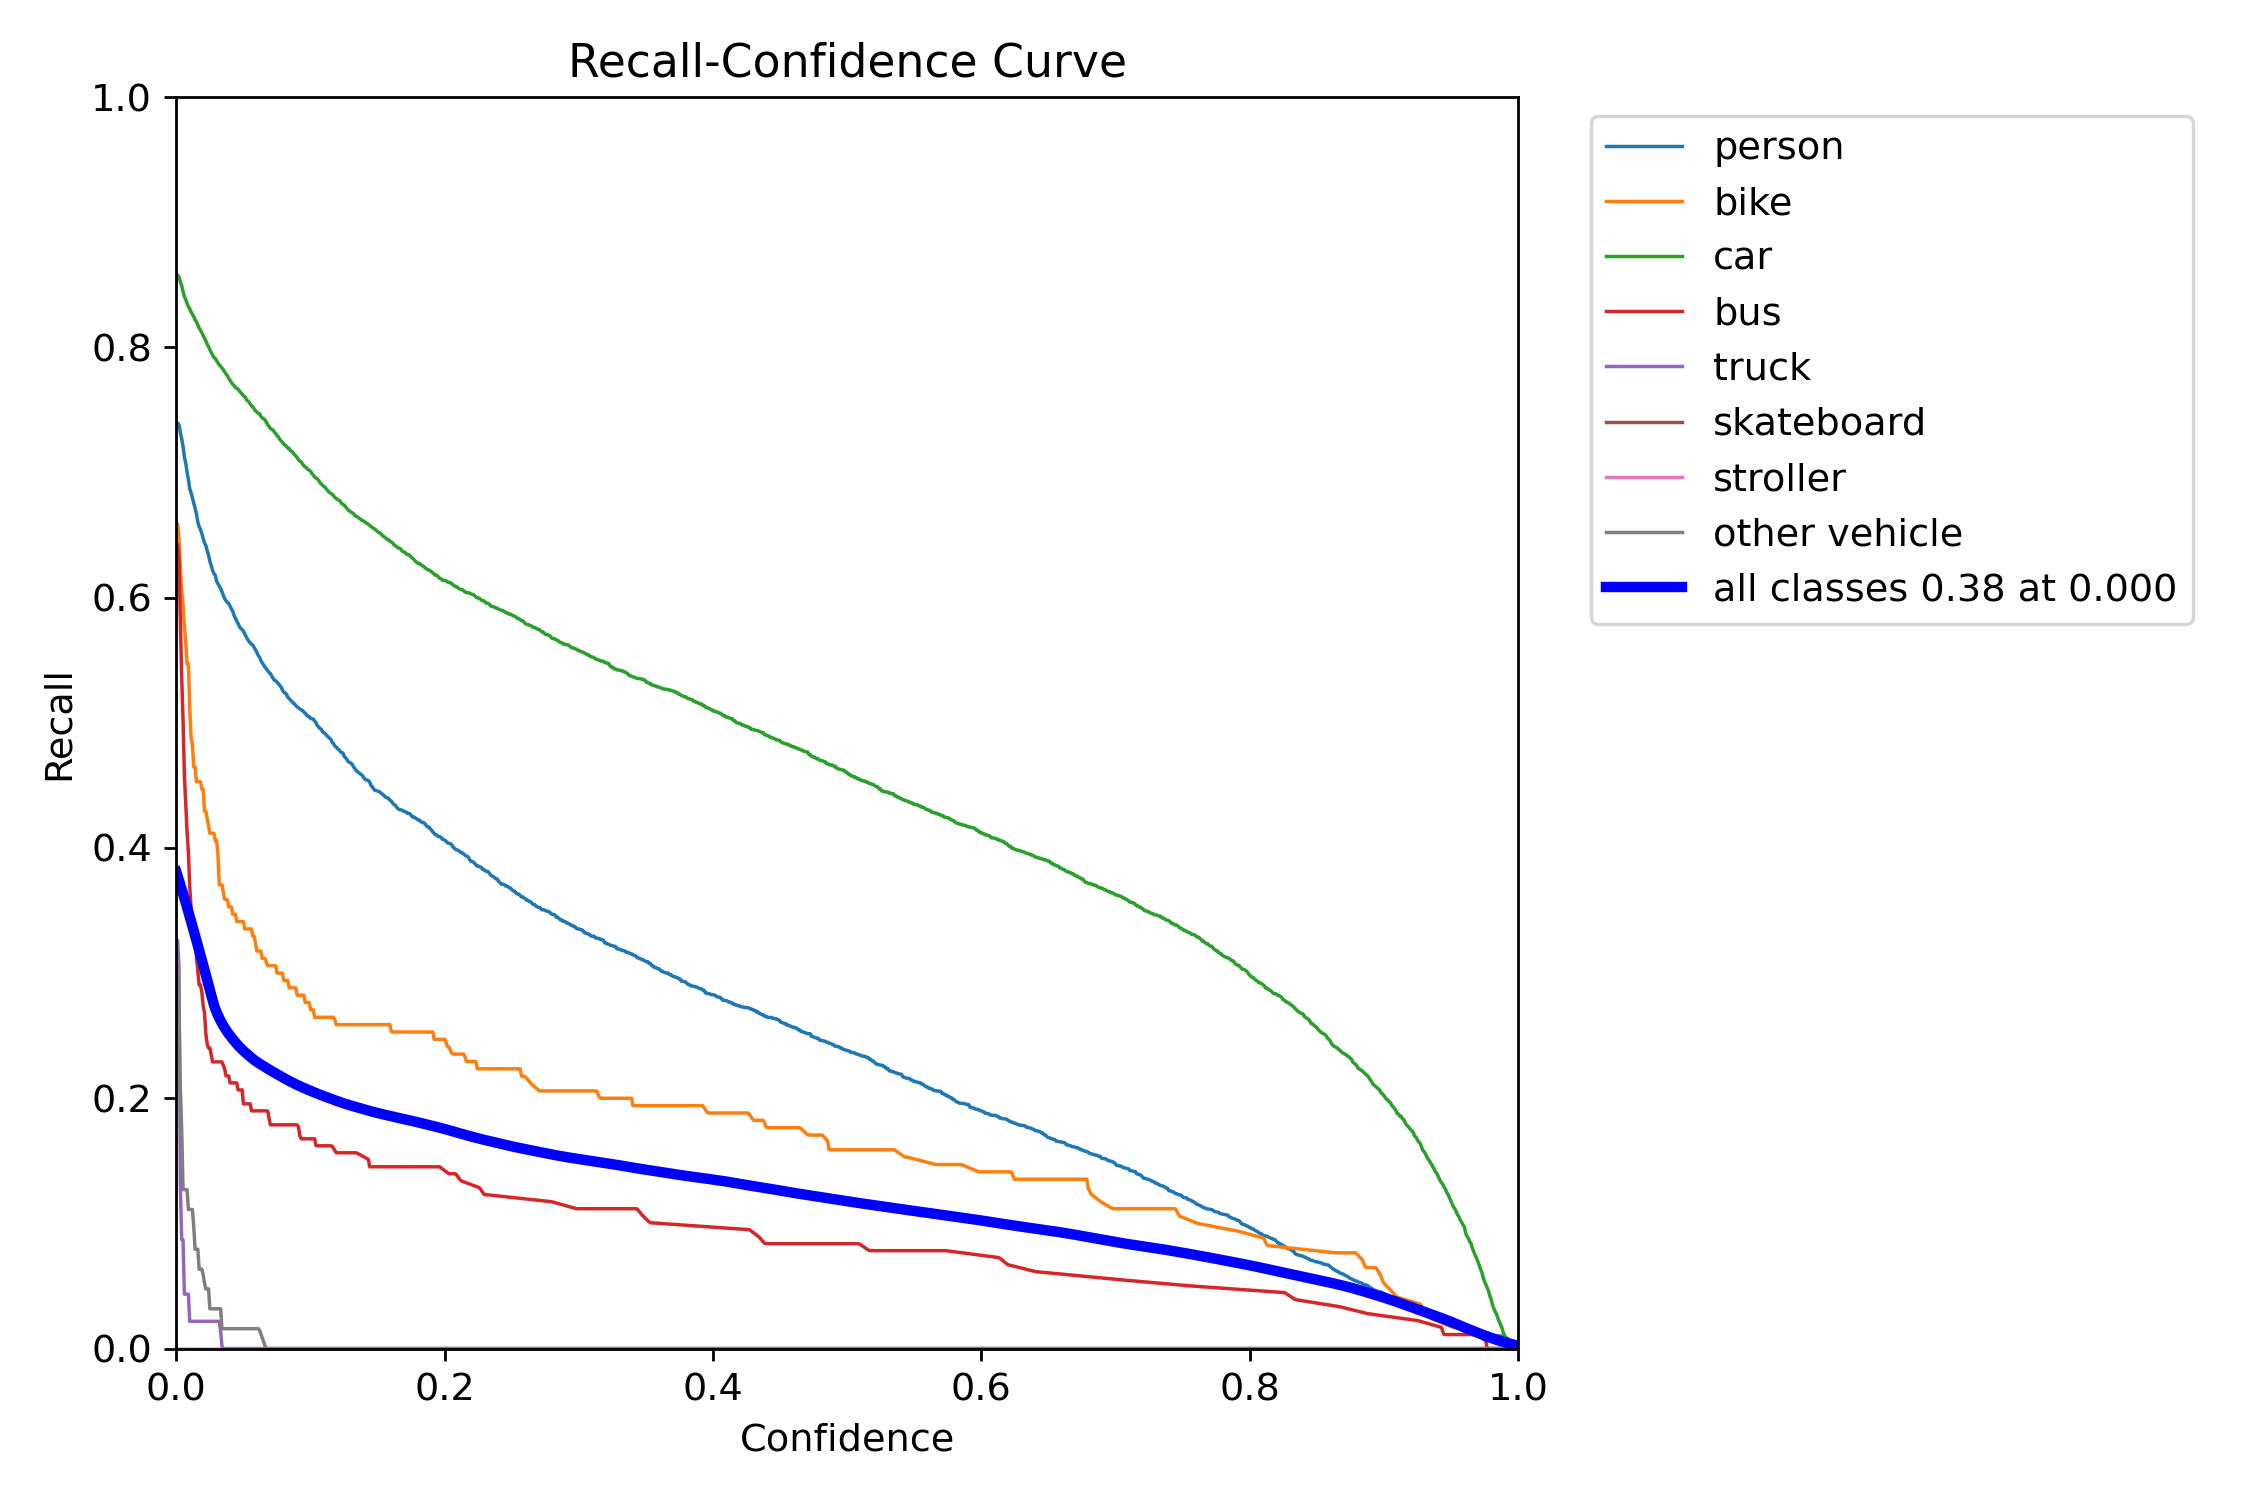 Recall-Confidence Curve
1.0
0.8
0.6
0.4
0.2
0.0
Recall
0.0 0.2 0.4 0.6 0.8 1.0
Confidence
person
bike
car
bus
truck
skateboard
stroller
other vehicle
all classes 0.38 at 0.000